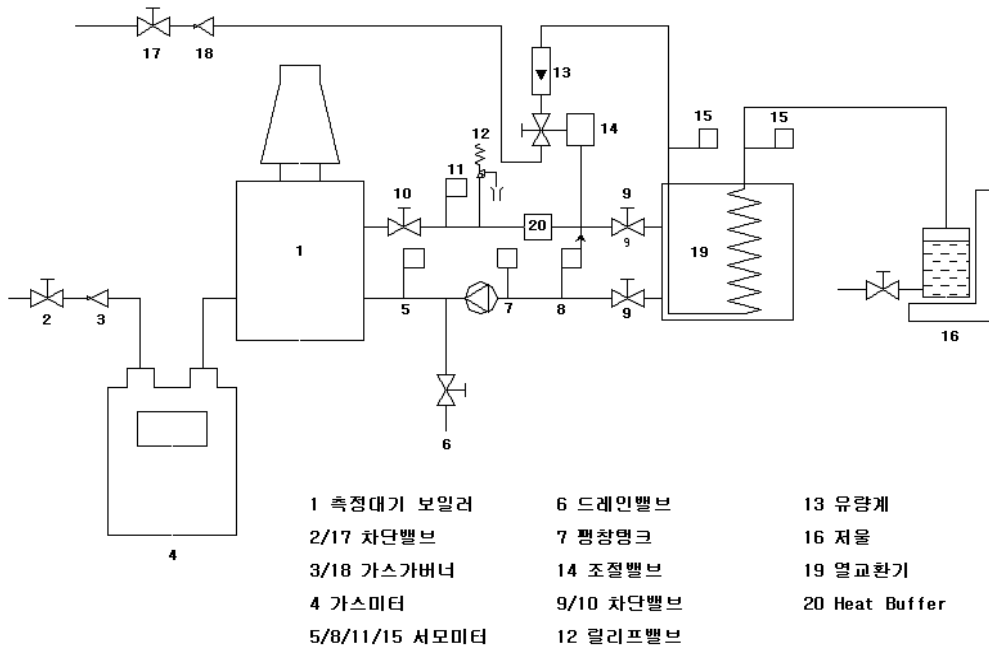 17 18
13
15 15
14
12
11
10
9
20
9
1
19
2 3
5 7 8 9
16
6
4
1 측정대기 보일러 6 드레인밸브 13 유량계
2/17 차단밸브 7 팽창탱크 16 저울
3/18 가스가버너 14 조절밸브 19 열교환기
4 가스미터 9/10 차단밸브 20 Heat Buffer
5/8/11/15 서모미터 12 릴리프밸브